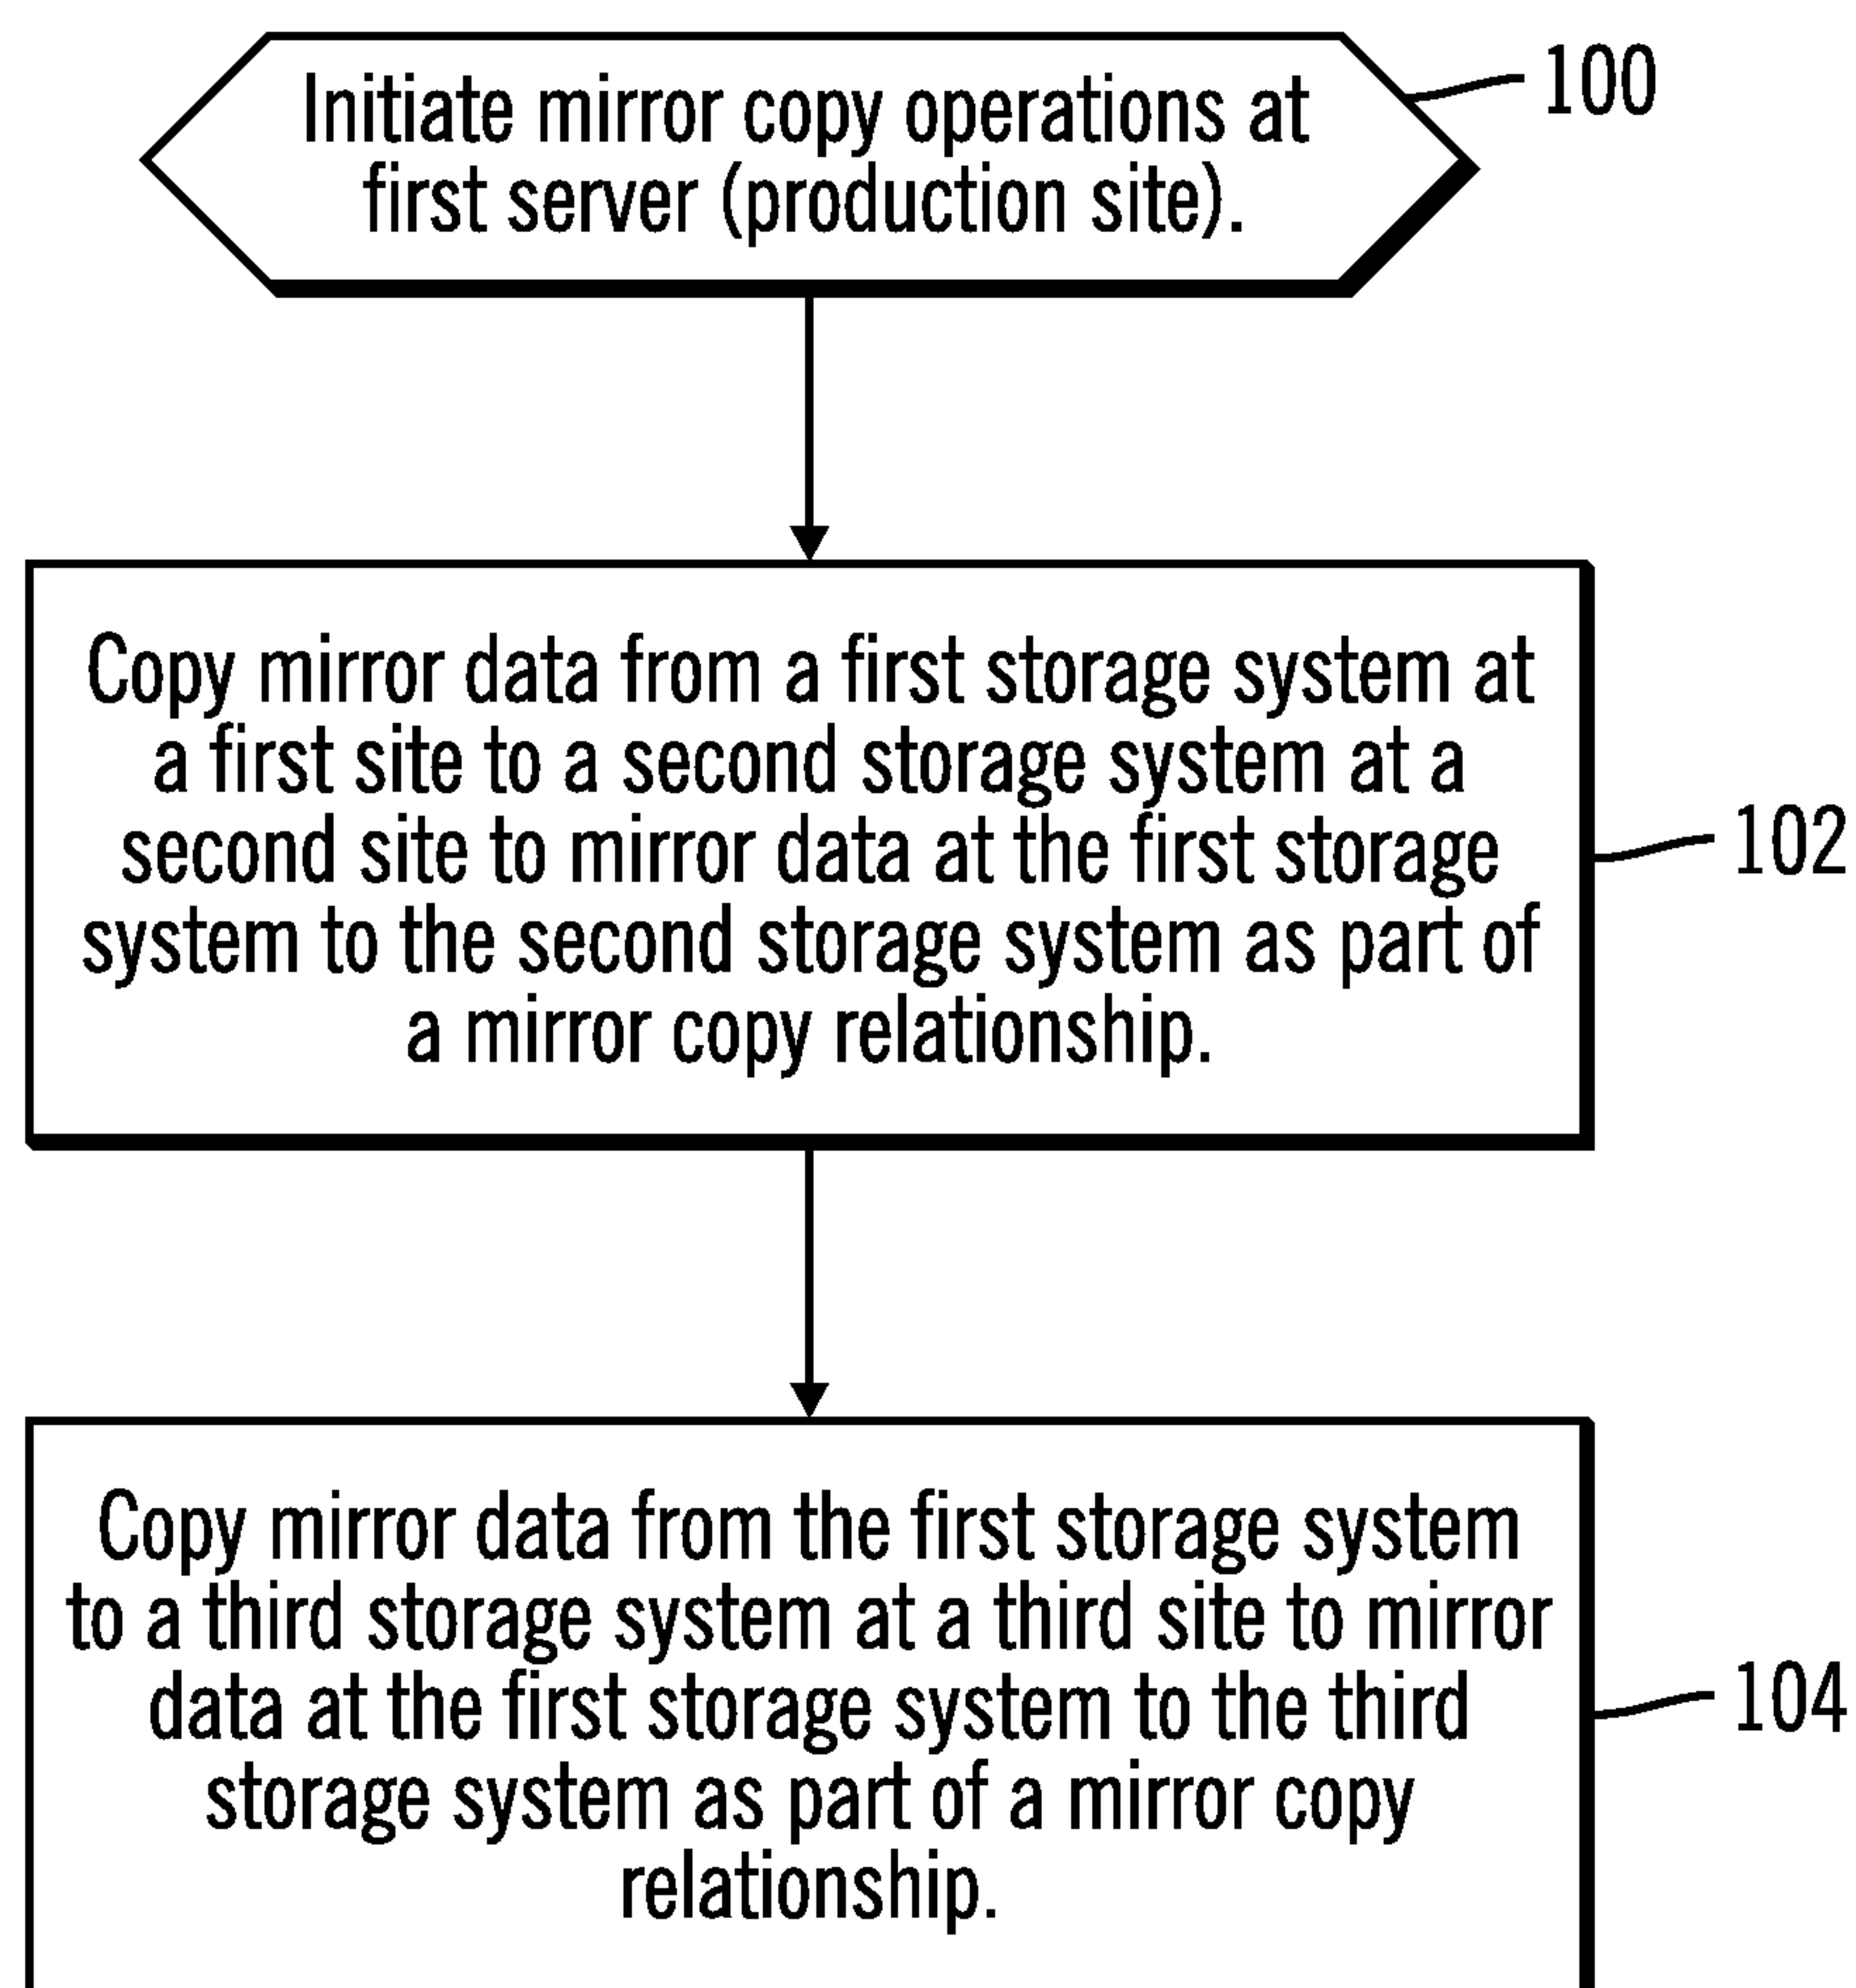 Initiate mirror copy operations at
first server (production site).
100
Copy mirror data from a first storage system at
a first site to a second storage system at a
second site to mirror data at the first storage
system to the second storage system as part of
a mirror copy relationship.
102
Copy mirror data from the first storage system
to a third storage system at a third site to mirror
data at the first storage system to the third
storage system as part of a mirror copy
relationship.
104